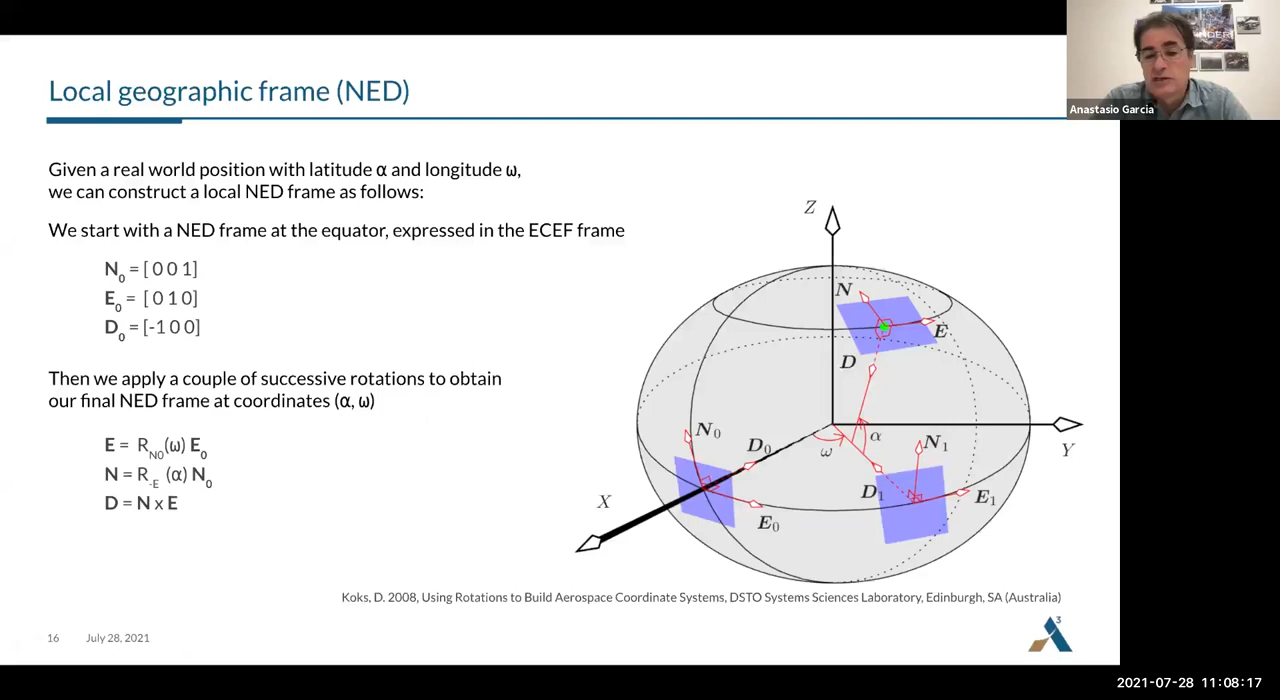 Local geographic frame (NED)
Given a real world position with latitude α and longitude ω,
we can construct a local NED frame as follows:
We start with a NED frame at the equator, expressed in the ECEF frame
N₀ = [ 0 0 1]
E₀ = [ 0 1 0]
D₀ = [-1 0 0]
Then we apply a couple of successive rotations to obtain
our final NED frame at coordinates (α, ω)
E = R_N0(ω) E₀
N = R_-E (α) N₀
D = N x E
Z
N
E
D
N₀
D₀
ω
α
N₁
Y
X
D₁
E₁
E₀
Koks, D. 2008, Using Rotations to Build Aerospace Coordinate Systems, DSTO Systems Sciences Laboratory, Edinburgh, SA (Australia)
16 July 28, 2021
3
Anastasio Garcia
2021-07-28 11:08:17